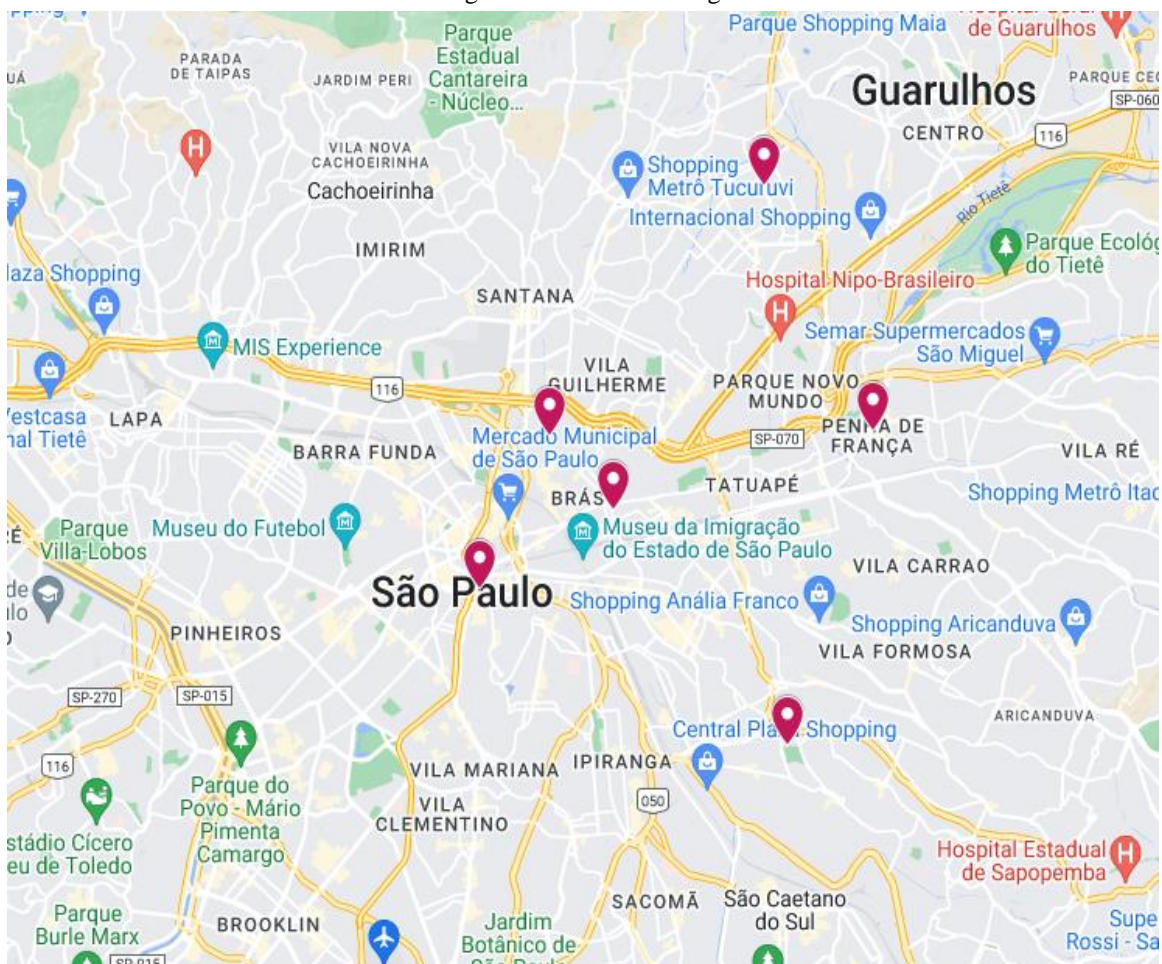 Parque Shopping Maia
de Guarulhos
Parque
Estadual
Cantareira
- Núcleo...
PARADA
DE TAIPAS
JARDIM PERI
Guarulhos
PARQUE CEC
SP-060
CENTRO
116
VILA NOVA
CACHOEIRINHA
Cachoeirinha
Shopping
Metrô Tucuruvi
Internacional Shopping
Rio Tietê
IMIRIM
Parque Ecológ
do Tietê
laza Shopping
Hospital Nipo-Brasileiro
SANTANA
Semar Supermercados
São Miguel
MIS Experience
VILA
GUILHERME
116
PARQUE NOVO
MUNDO
Vestcasa
nal Tietê
LAPA
BARRA FUNDA
Mercado Municipal
de São Paulo
SP-070
PENHA DE
FRANÇA
VILA RÉ
BRÁS
TATUAPÉ
Shopping Metrô Itaq
Parque
Villa-Lobos
Museu do Futebol
Museu da Imigração
do Estado de São Paulo
VILA CARRAO
São Paulo
Shopping Anália Franco
Shopping Aricanduva
PINHEIROS
VILA FORMOSA
SP-270
SP-015
ARICANDUVA
Central Plaza Shopping
116
VILA MARIANA
IPIRANGA
050
Parque do
Povo - Mário
Pimenta
Camargo
VILA
CLEMENTINO
stádio Cícero
eu de Toledo
Hospital Estadual
de Sapopemba
SACOMÃ
São Caetano
do Sul
Parque
Burle Marx
BROOKLIN
Jardim
Botânico de
São Paulo
Supe
Rossi - Sa
SP-015